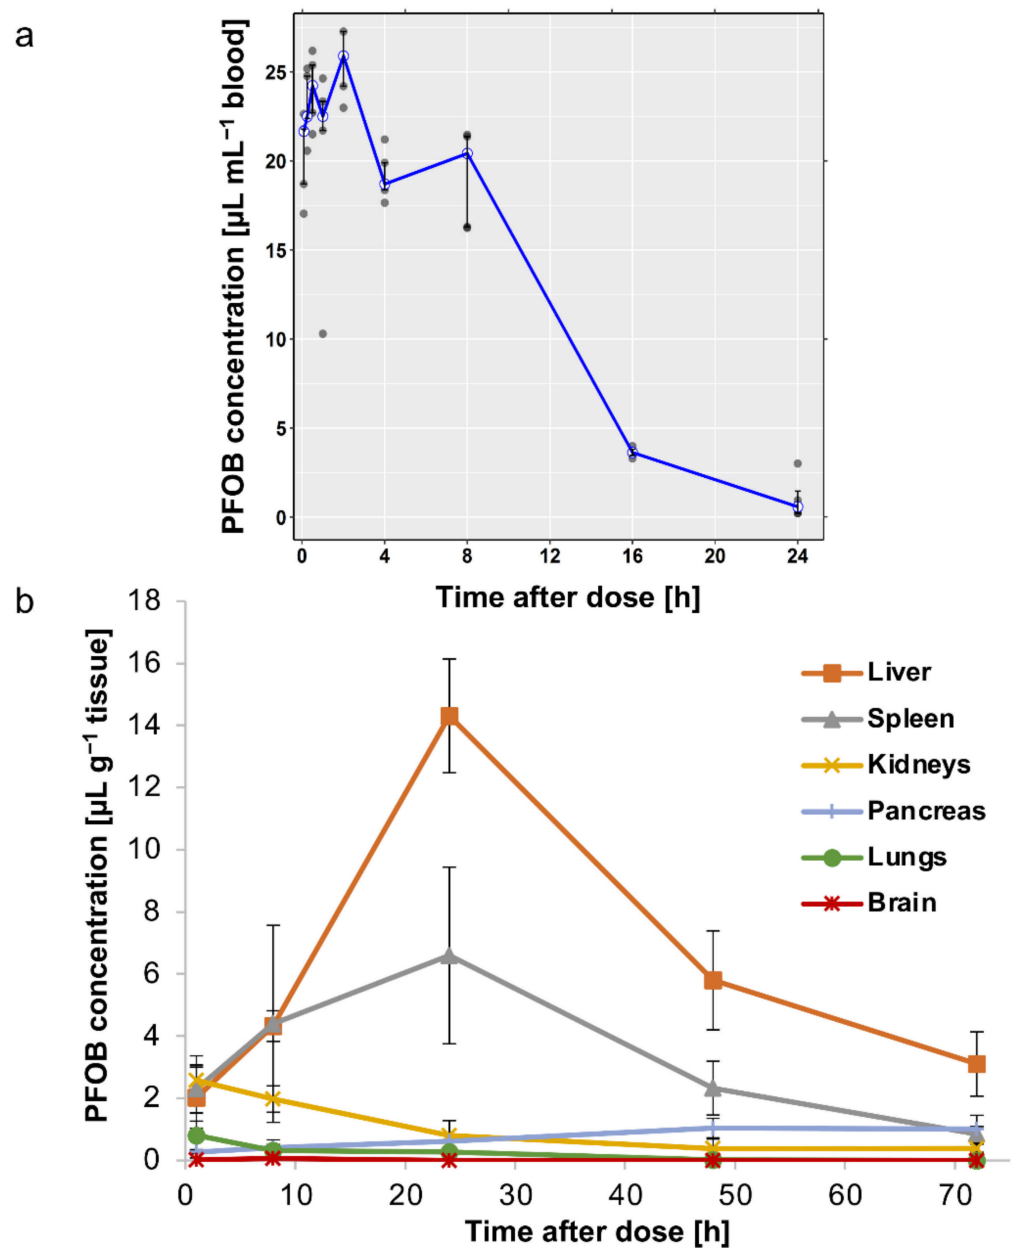 a
PFOB concentration [µL mL⁻¹ blood]
25
20
15
10
5
0
0 4 8 12 16 20 24
Time after dose [h]
b
PFOB concentration [µL g⁻¹ tissue]
18
16
14
12
10
8
6
4
2
0
Liver
Spleen
Kidneys
Pancreas
Lungs
Brain
0 10 20 30 40 50 60 70
Time after dose [h]